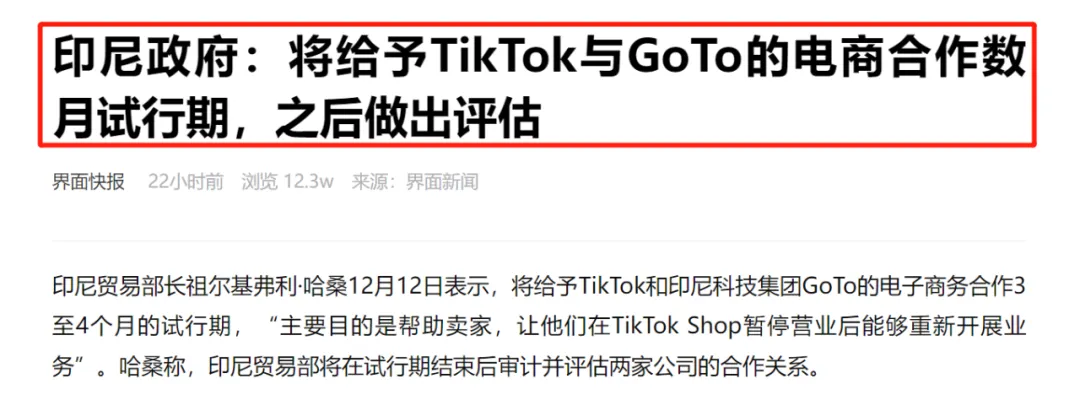 印尼政府：将给予TikTok与GoTo的电商合作数
月试行期，之后做出评估
界面快报 22小时前 浏览 12.3w 来源：界面新闻
印尼贸易部长祖尔基弗利·哈桑12月12日表示，将给予TikTok和印尼科技集团GoTo的电子商务合作3
至4个月的试行期，“主要目的是帮助卖家，让他们在TikTok Shop暂停营业后能够重新开展业
务”。哈桑称，印尼贸易部将在试行期结束后审计并评估两家公司的合作关系。